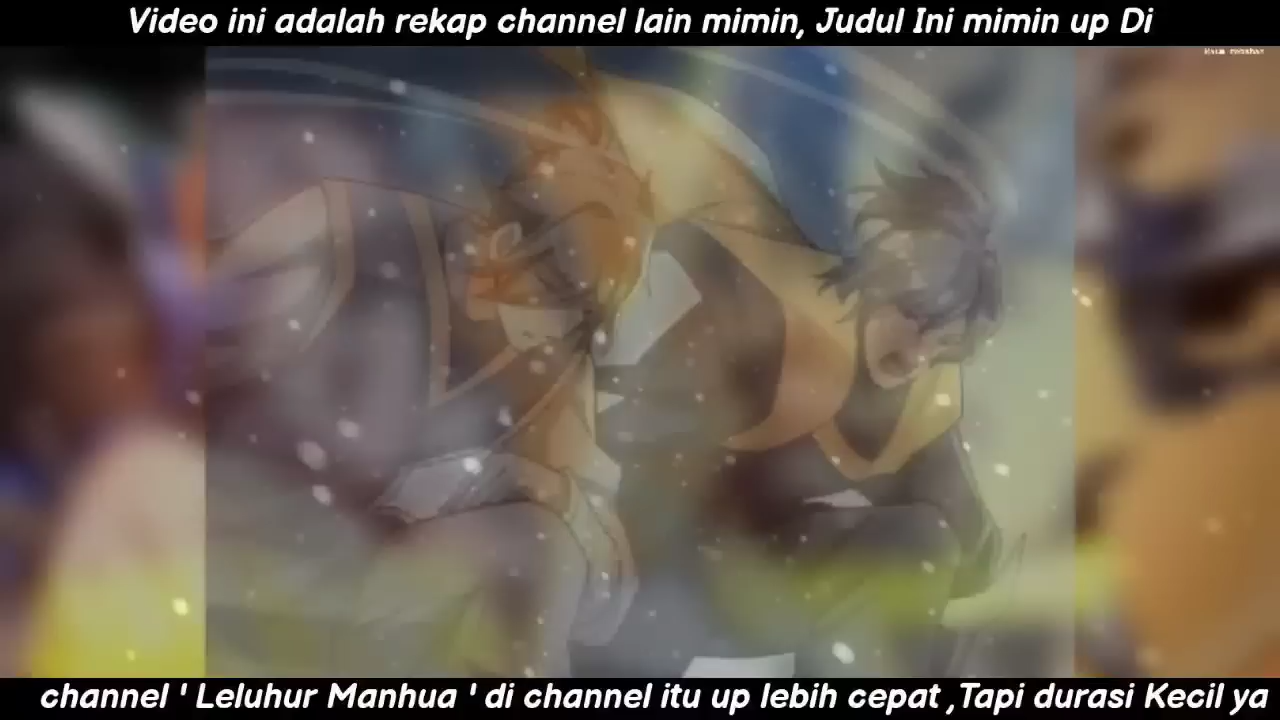 Video ini adalah rekap channel lain mimin, Judul Ini mimin up Di
channel ' Leluhur Manhua ' di channel itu up lebih cepat ,Tapi durasi Kecil ya